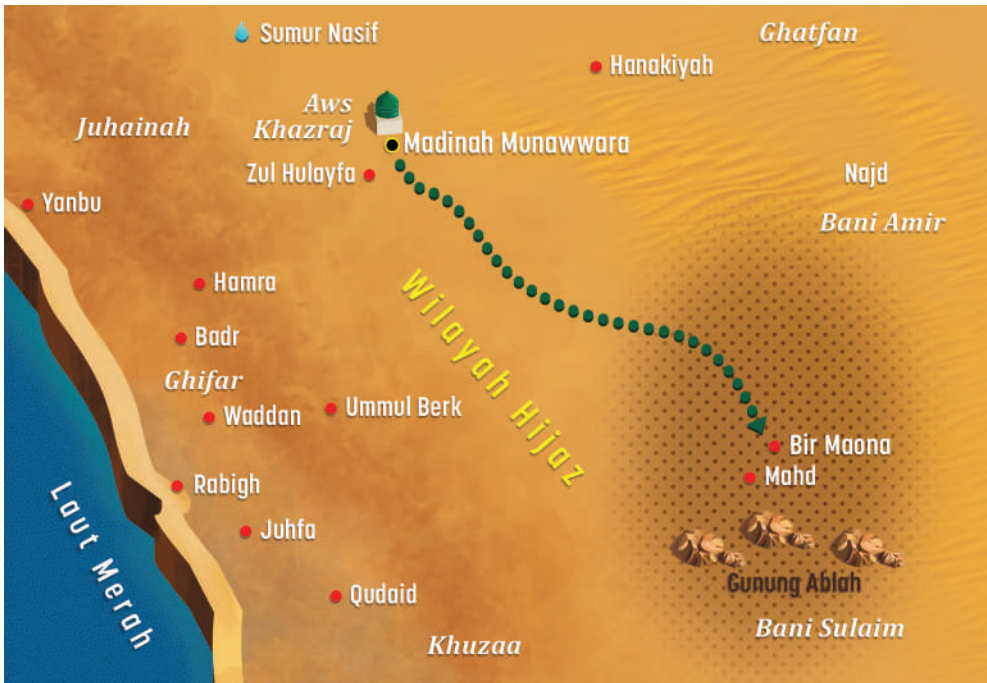 Sumur Nasif
Ghatfan
Hanakiyah
Aws
Khazraj
Juhainah
Madinah Munawwara
Zul Hulayfa
Najd
Yanbu
Bani Amir
Hamra
Wilayah Hijaz
Badr
Ghifar
Waddan
Ummul Berk
Bir Maona
Mahd
Rabigh
Laut Merah
Juhfa
Gunung Ablah
Qudaid
Bani Sulaim
Khuzaa